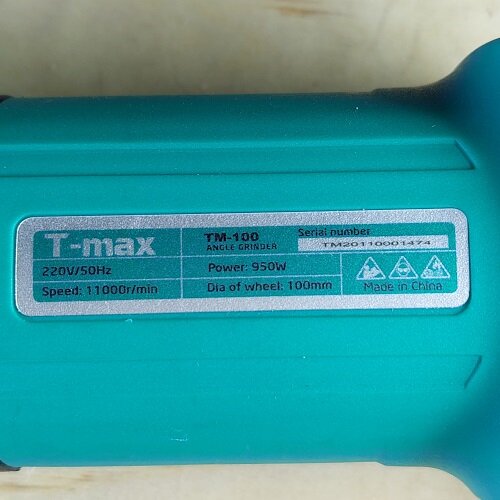 T-max
TM-100
ANGLE GRINDER
Serial number
TM20110001474
220V/50Hz
Power: 950W
Speed: 11000r/min
Dia of wheel: 100mm
Made in China